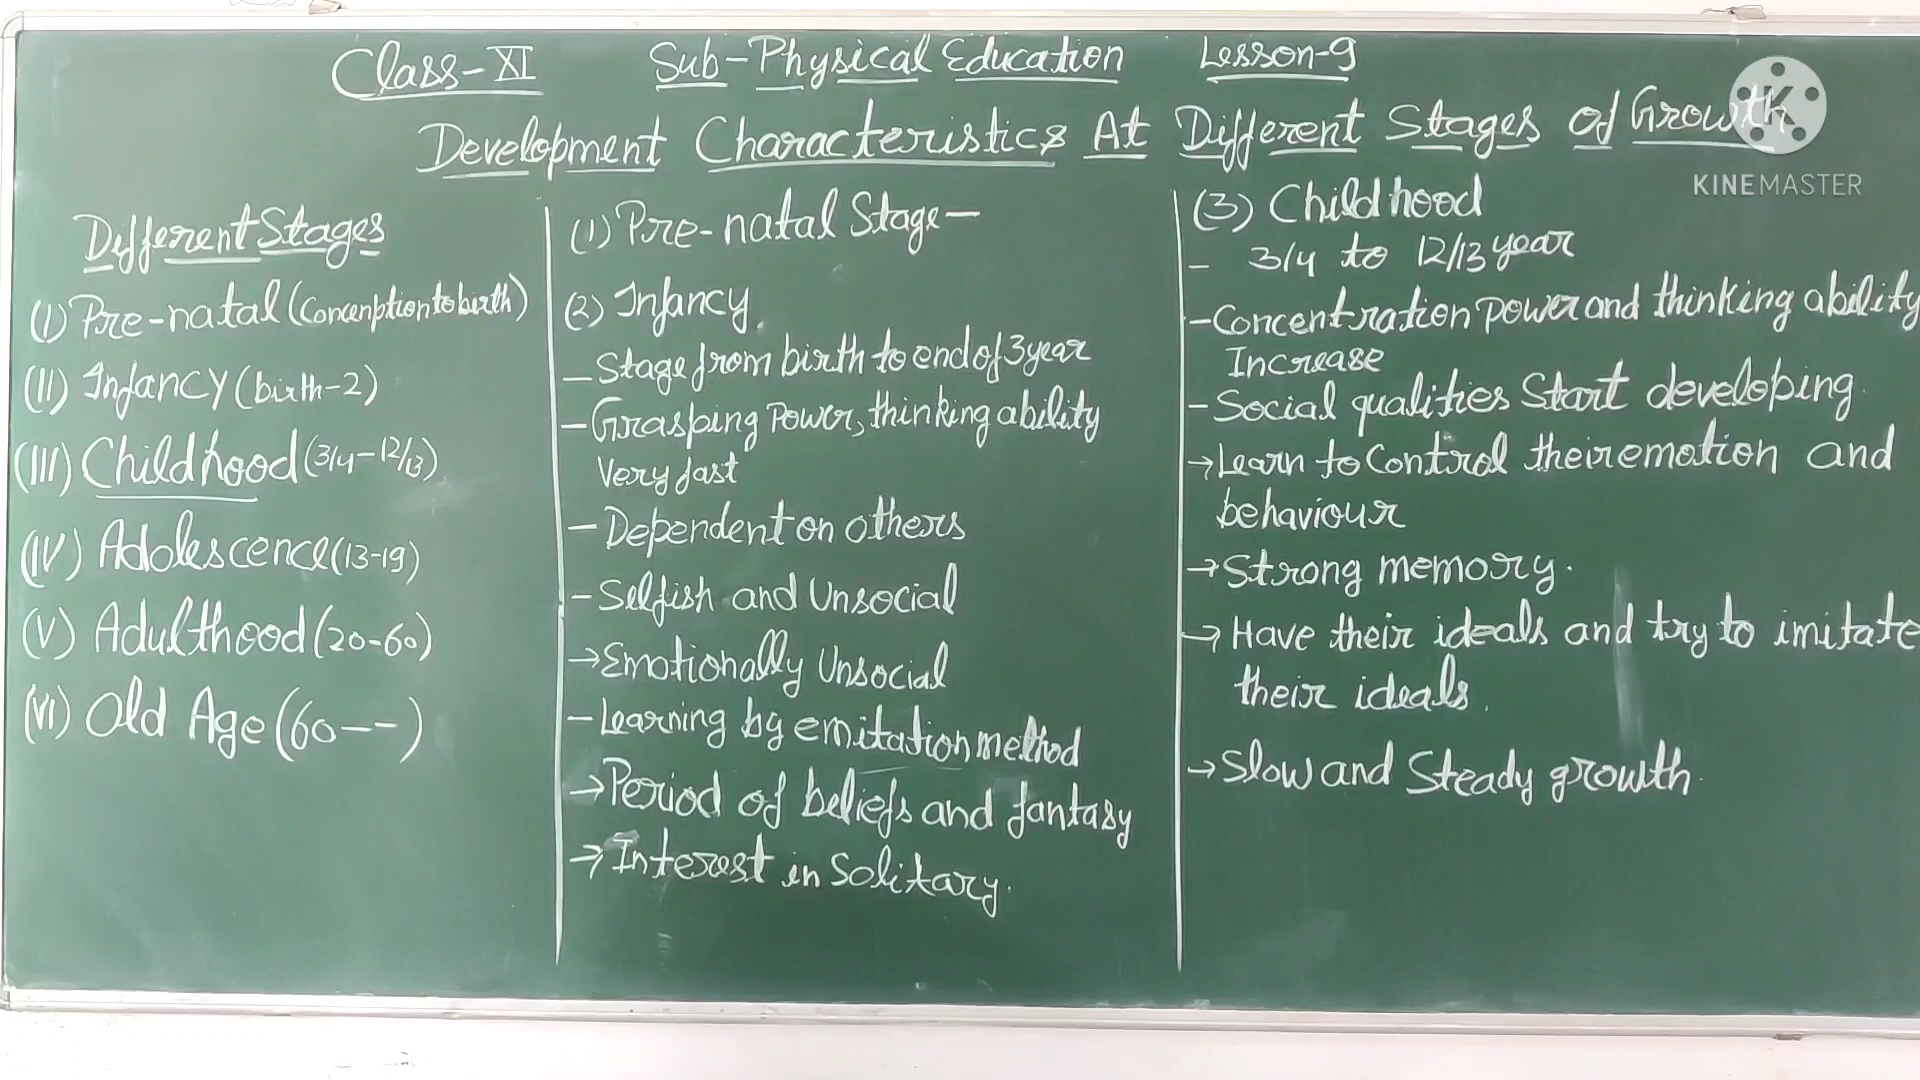 Class-XI Sub-Physical Education Lesson-9
Development Characteristics At Different Stages of Growth
KINEMASTER
Different Stages
(I) Pre-natal (Concenption to birth)
(II) Infancy (birth-2)
(III) Childhood (3/4-12/13)
(IV) Adolescence (13-19)
(V) Adulthood (20-60)
(VI) Old Age (60--)
(1) Pre-natal Stage-
(2) Infancy.
- Stage from birth to end of 3 year
- Grasping Power, thinking ability
Very fast
- Dependent on others
- Selfish and Unsocial
→ Emotionally Unsocial
- Learning by emitation method
→ Period of beliefs and fantasy
→ Interest in Solitary.
(3) Childhood
- 3/4 to 12/13 year
- Concentration power and thinking ability
Increase
- Social qualities Start developing.
→ Learn to Control their emotion and
behaviour
→ Strong memory.
→ Have their ideals and try to imitate
their ideals.
→ Slow and Steady growth.